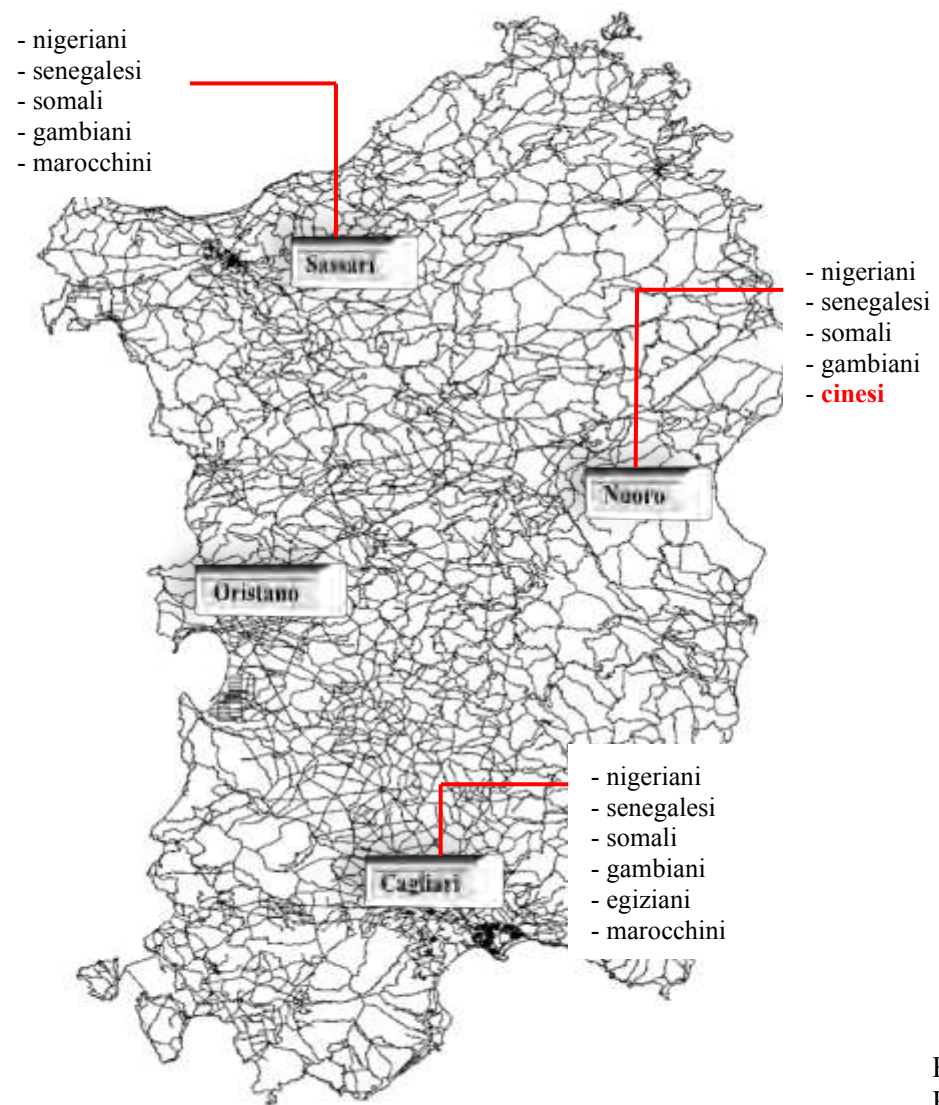 - nigeriani
- senegalesi
- somali
- gambiani
- marocchini
Sassari
- nigeriani
- senegalesi
- somali
- gambiani
- cinesi
Nuoro
Oristano
- nigeriani
- senegalesi
- somali
- gambiani
- egiziani
- marocchini
Cagliari